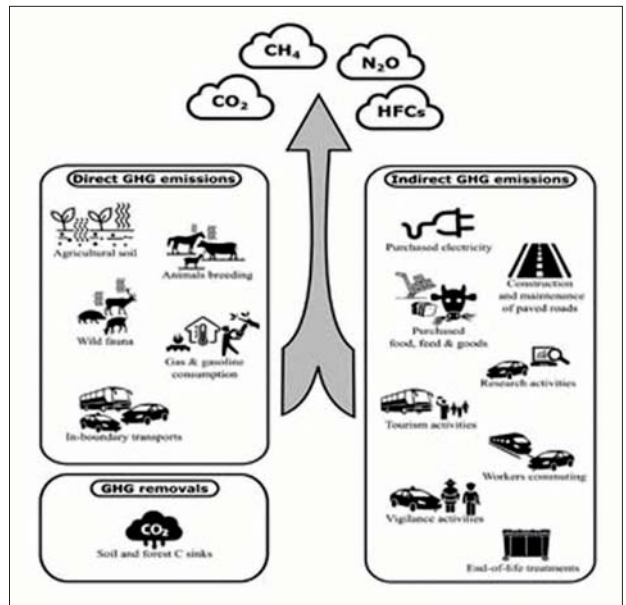 CH₄
N₂O
CO₂
HFCs
Direct GHG emissions
Agricultural soil
Animals breeding
Wild fauna
Gas & gasoline
consumption
In-boundary transports
GHG removals
CO₂
Soil and forest C sinks
Indirect GHG emissions
Purchased electricity
Construction
and maintenance
of paved roads
Purchased
food, feed & goods
Research activities
Tourism activities
Workers commuting
Vigilance activities
End-of-life treatments